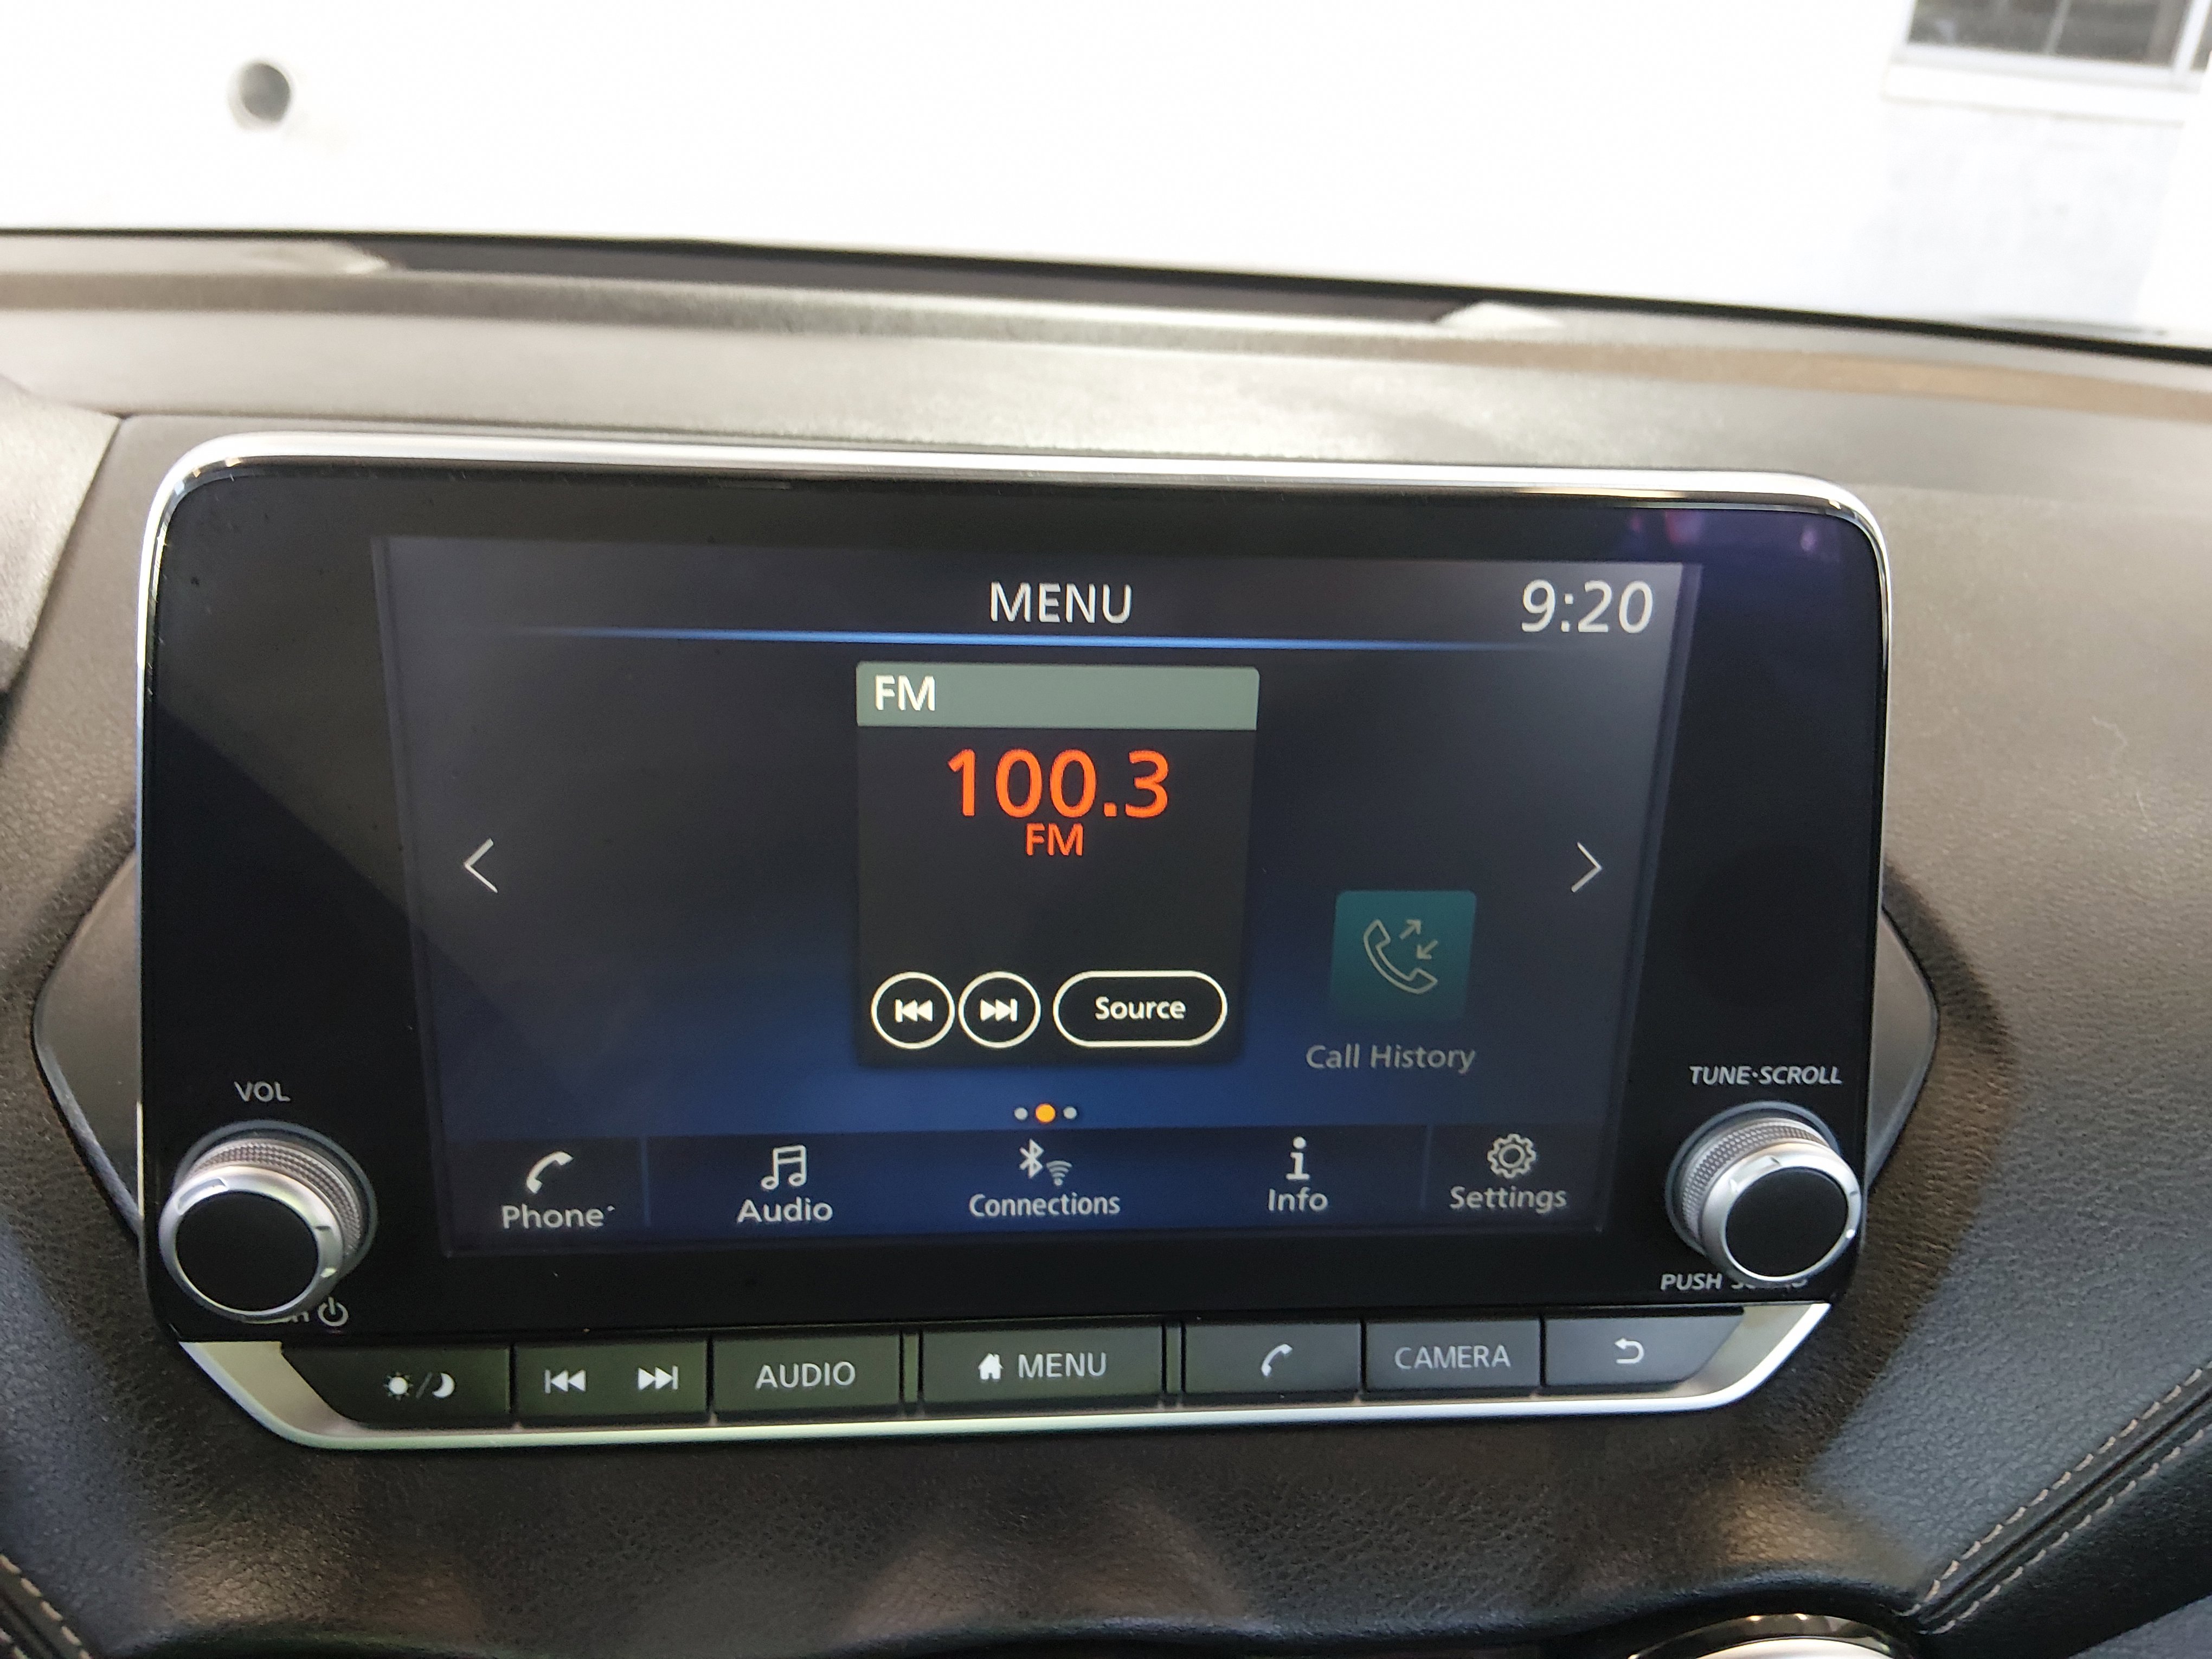 MENU
9:20
FM
100.3
FM
Source
Call History
VOL
TUNE·SCROLL
Phone
Audio
Connections
Info
Settings
PUSH
AUDIO
MENU
CAMERA